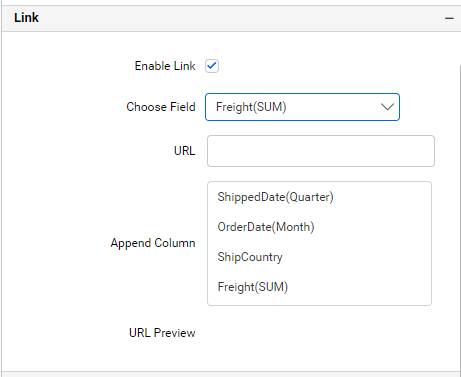 Link
Enable Link
Choose Field Freight(SUM)
URL
Append Column
ShippedDate(Quarter)
OrderDate(Month)
ShipCountry
Freight(SUM)
URL Preview